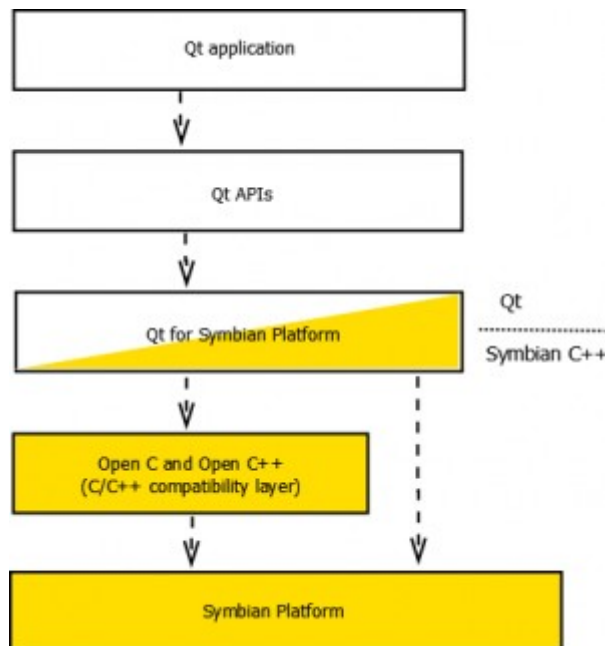 Qt application
Qt APIs
Qt for Symbian Platform
Qt
Symbian C++
Open C and Open C++
(C/C++ compatibility layer)
Symbian Platform